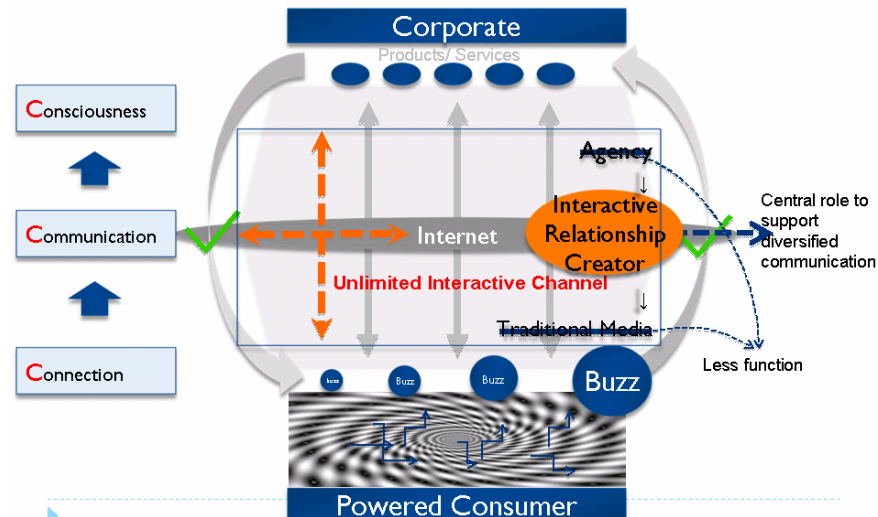 Corporate
Products/ Services
Consciousness
Agency
Communication
Internet
Interactive
Relationship
Creator
Central role to
support
diversified
communication
Unlimited Interactive Channel
Traditional Media
Less function
Connection
buzz
Buzz
Buzz
Buzz
Powered Consumer